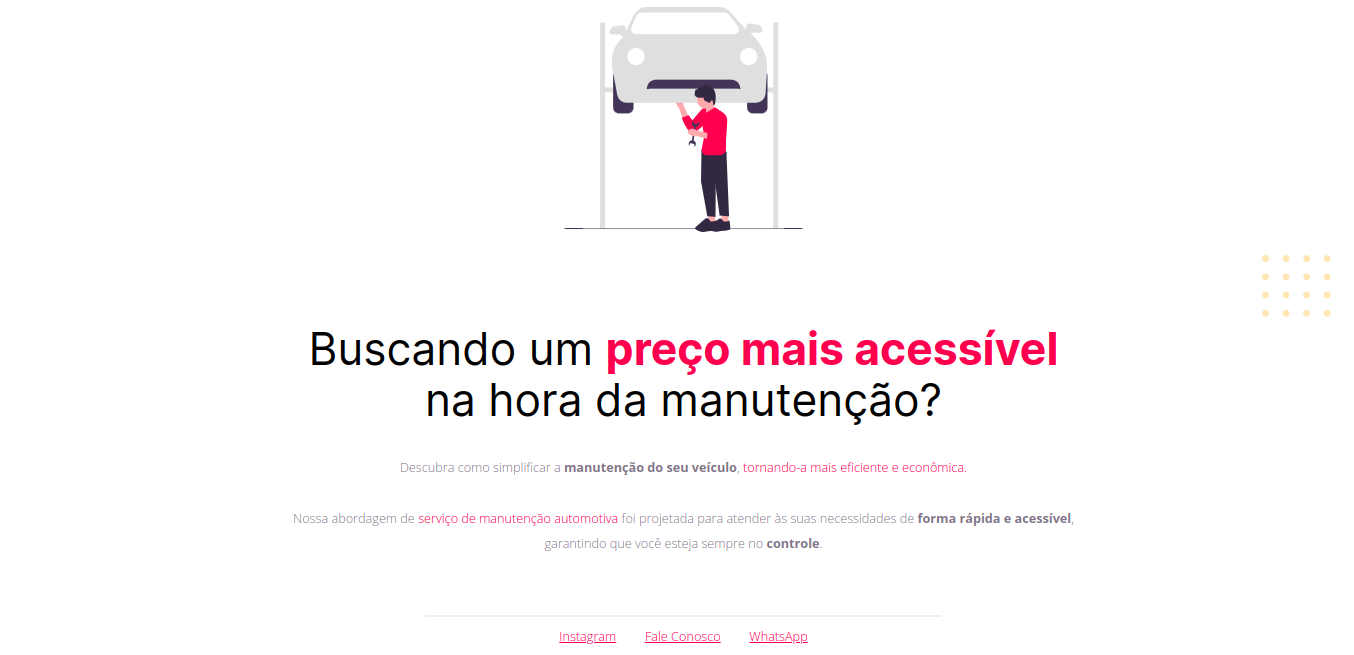 Buscando um preço mais acessível
na hora da manutenção?
Descubra como simplificar a manutenção do seu veículo, tornando-a mais eficiente e econômica.
Nossa abordagem de serviço de manutenção automotiva foi projetada para atender às suas necessidades de forma rápida e acessível,
garantindo que você esteja sempre no controle.
Instagram Fale Conosco WhatsApp